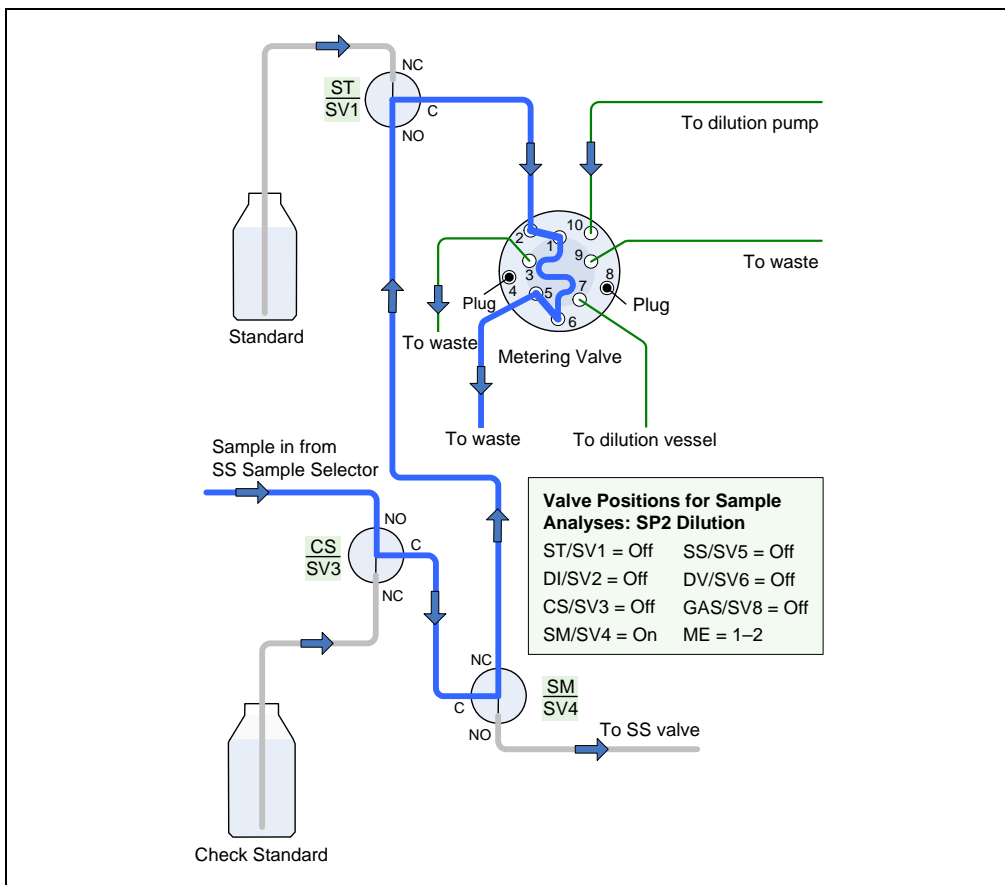 NC
ST
SV1
C
NO
To dilution pump
2
1
10
9
3
8
4
5
7
6
To waste
Plug
Plug
Standard
To waste
Metering Valve
To waste
To dilution vessel
Sample in from
SS Sample Selector
NO
CS
SV3
C
NC
Valve Positions for Sample
Analyses: SP2 Dilution
ST/SV1 = Off SS/SV5 = Off
DI/SV2 = Off DV/SV6 = Off
CS/SV3 = Off GAS/SV8 = Off
SM/SV4 = On ME = 1–2
NC
SM
SV4
C
NO
To SS valve
Check Standard